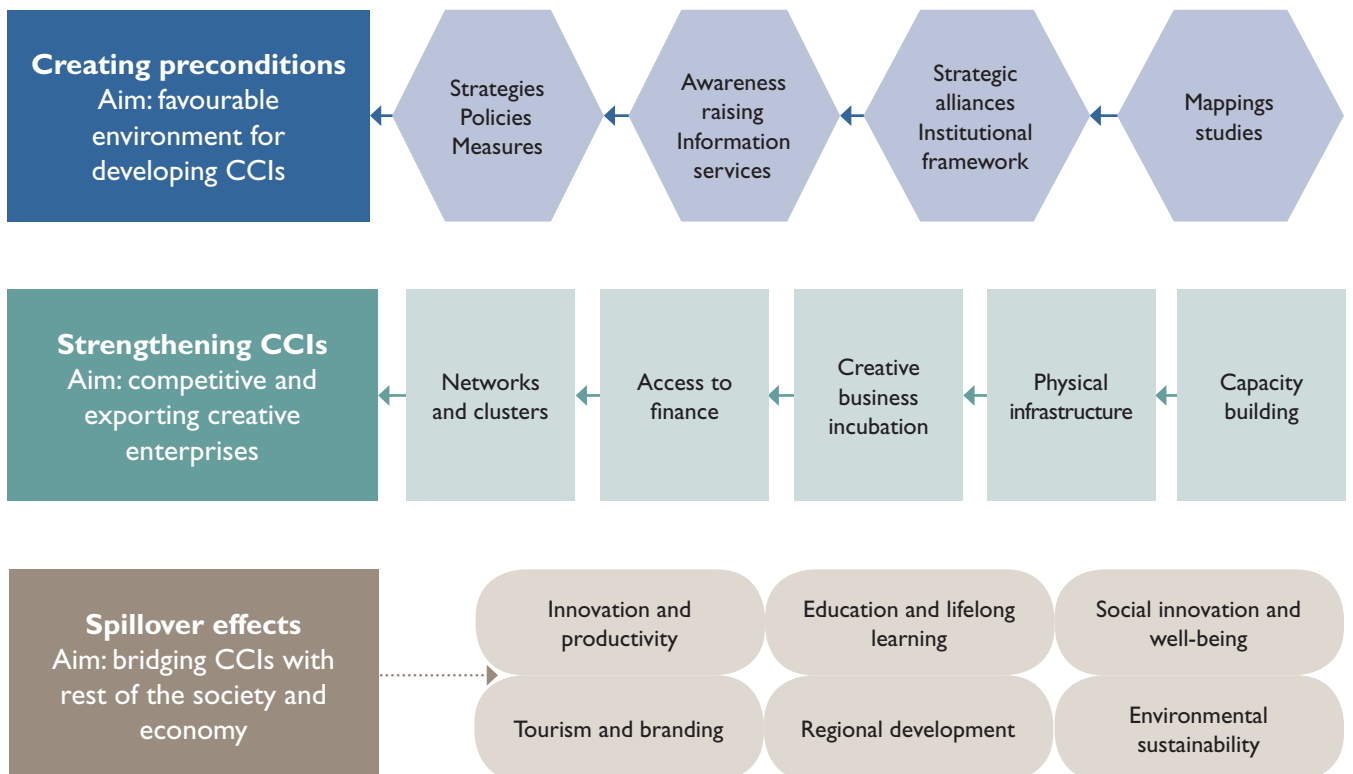 Creating preconditions
Aim: favourable
environment for
developing CCIs
Strategies
Policies
Measures
Awareness
raising
Information
services
Strategic
alliances
Institutional
framework
Mappings
studies
Strengthening CCIs
Aim: competitive and
exporting creative
enterprises
Networks
and clusters
Access to
finance
Creative
business
incubation
Physical
infrastructure
Capacity
building
Spillover effects
Aim: bridging CCIs with
rest of the society and
economy
Innovation and
productivity
Education and lifelong
learning
Social innovation and
well-being
Tourism and branding
Regional development
Environmental
sustainability